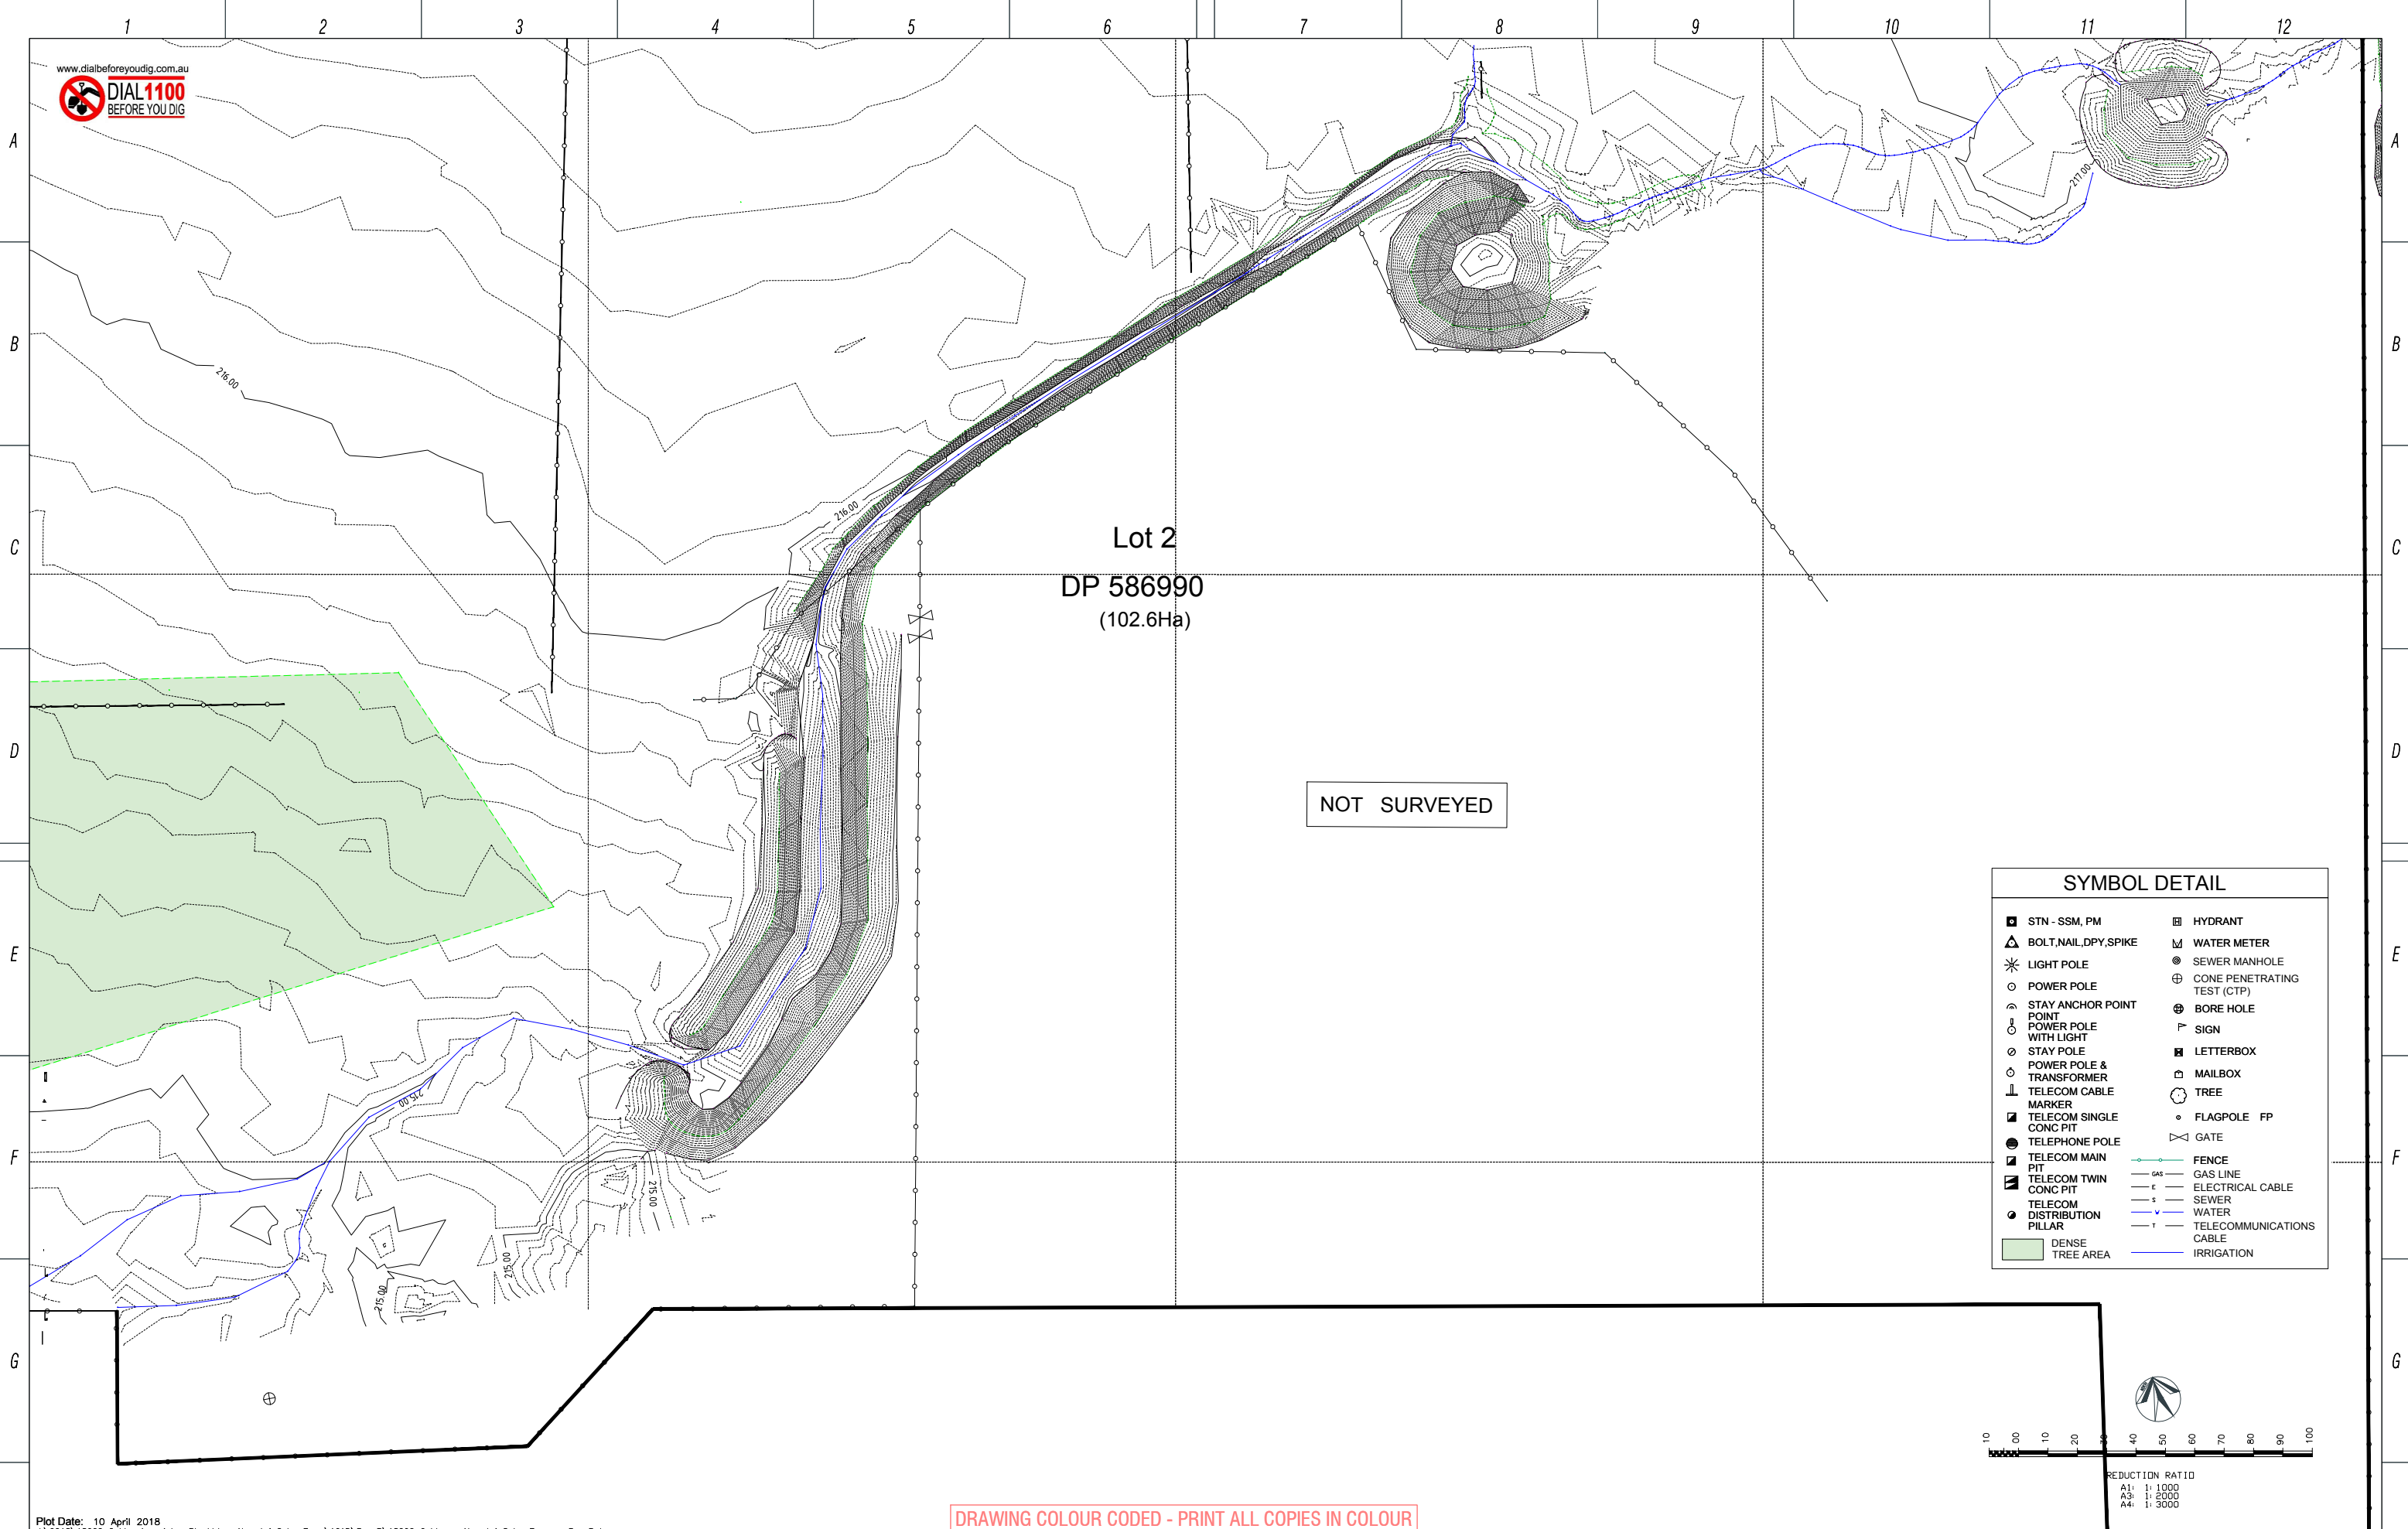 1 2 3 4 5 6 7 8 9 10 11 12
www.dialbeforeyoudig.com.au
DIAL1100
BEFORE YOU DIG
A A
217.00
B B
216.00
216.00
C C
Lot 2
DP 586990
(102.6Ha)
D D
NOT SURVEYED
E E
SYMBOL DETAIL
STN - SSM, PM
BOLT,NAIL,DPY,SPIKE
LIGHT POLE
POWER POLE
STAY ANCHOR POINT
POINT
POWER POLE
WITH LIGHT
STAY POLE
POWER POLE &
TRANSFORMER
TELECOM CABLE
MARKER
TELECOM SINGLE
CONC PIT
TELEPHONE POLE
TELECOM MAIN
PIT
TELECOM TWIN
CONC PIT
TELECOM
DISTRIBUTION
PILLAR
DENSE
TREE AREA
HYDRANT
WATER METER
SEWER MANHOLE
CONE PENETRATING
TEST (CTP)
BORE HOLE
SIGN
LETTERBOX
MAILBOX
TREE
FLAGPOLE FP
GATE
FENCE
GAS GAS LINE
E ELECTRICAL CABLE
S SEWER
W WATER
T TELECOMMUNICATIONS
CABLE
IRRIGATION
215.00
F F
215.00
215.00
215.00
G G
10 00 10 20 30 40 50 60 70 80 90 100
REDUCTION RATIO
A1: 1: 1000
A3: 1: 2000
A4: 1: 3000
DRAWING COLOUR CODED - PRINT ALL COPIES IN COLOUR
Plot Date: 10 April 2018